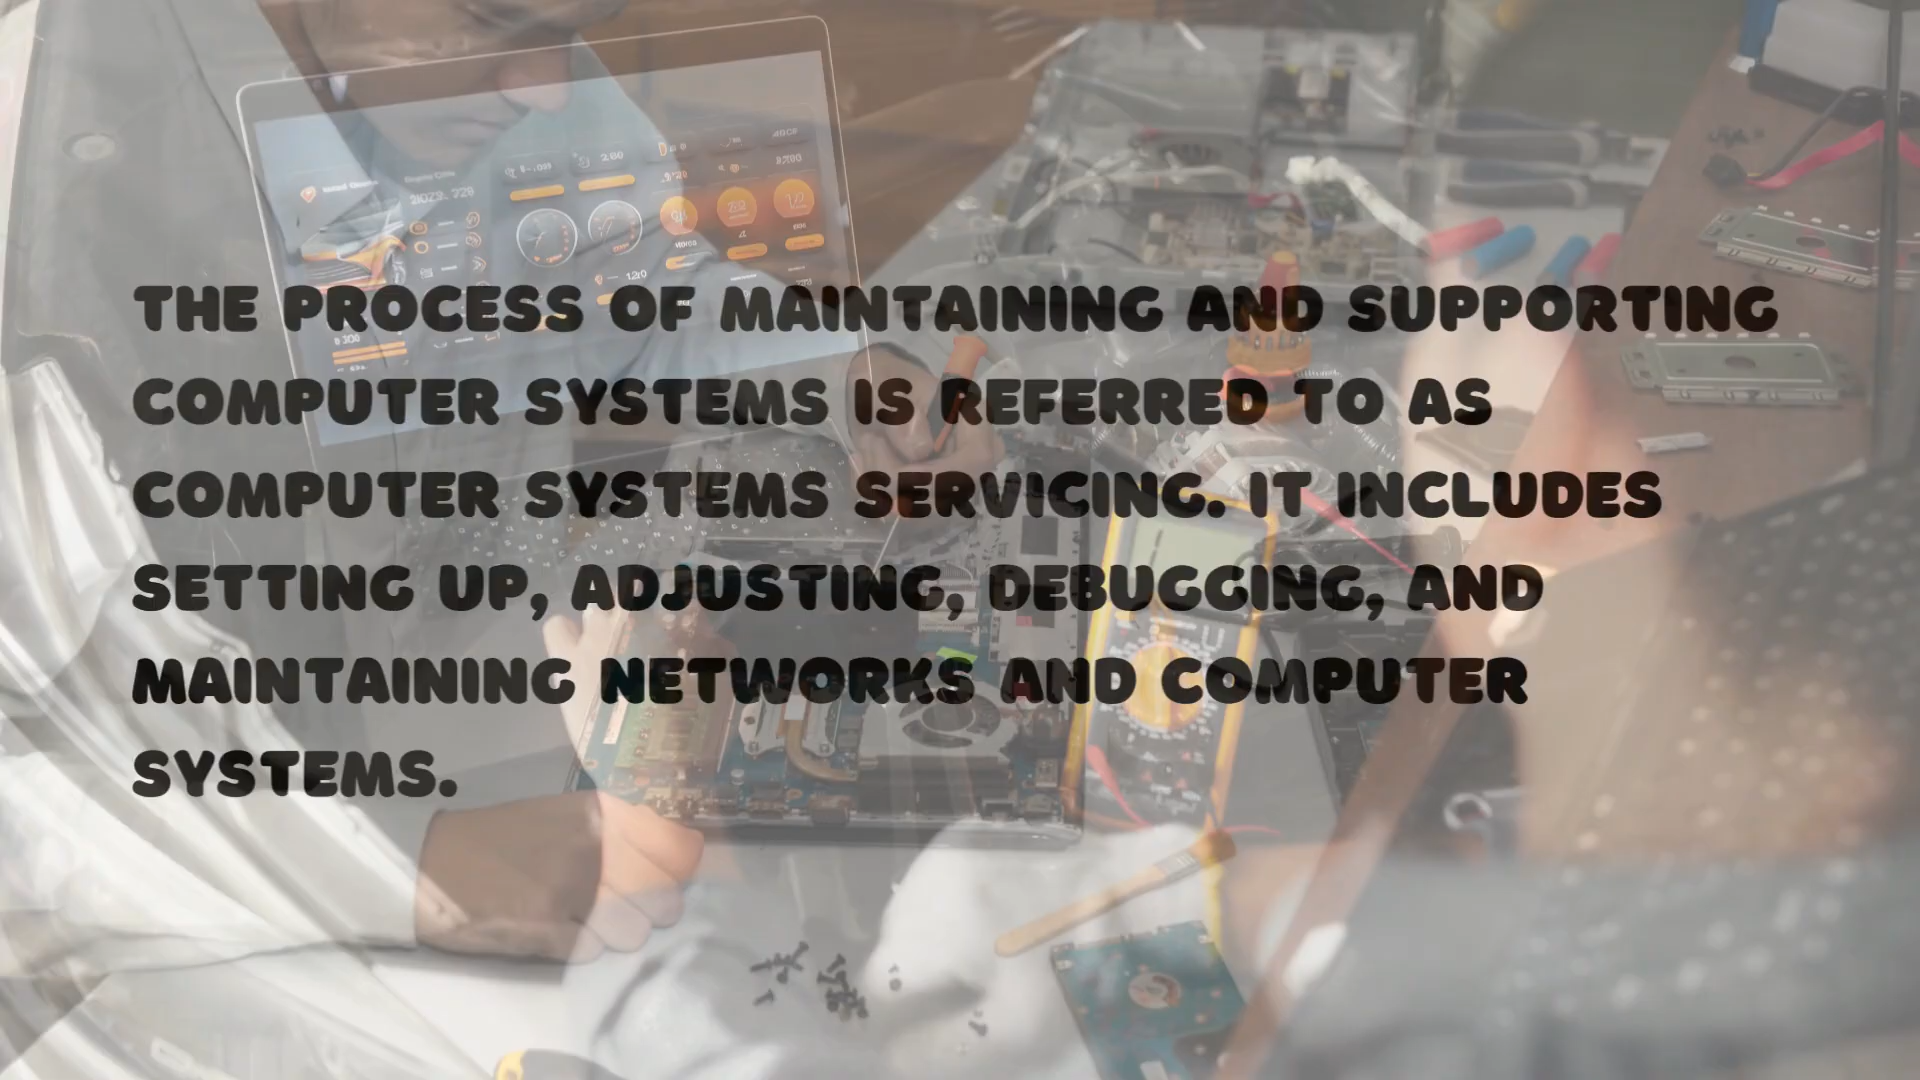 THE PROCESS OF MAINTAINING AND SUPPORTING
COMPUTER SYSTEMS IS REFERRED TO AS
COMPUTER SYSTEMS SERVICING. IT INCLUDES
SETTING UP, ADJUSTING, DEBUGGING, AND
MAINTAINING NETWORKS AND COMPUTER
SYSTEMS.